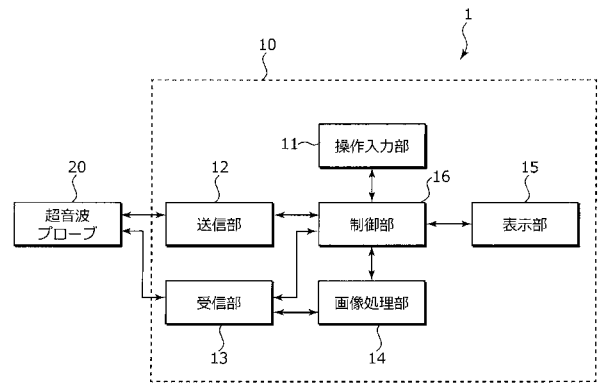 1
10
11
操作入力部
20
12
16
15
超音波
プローブ
送信部
制御部
表示部
受信部
画像処理部
13
14